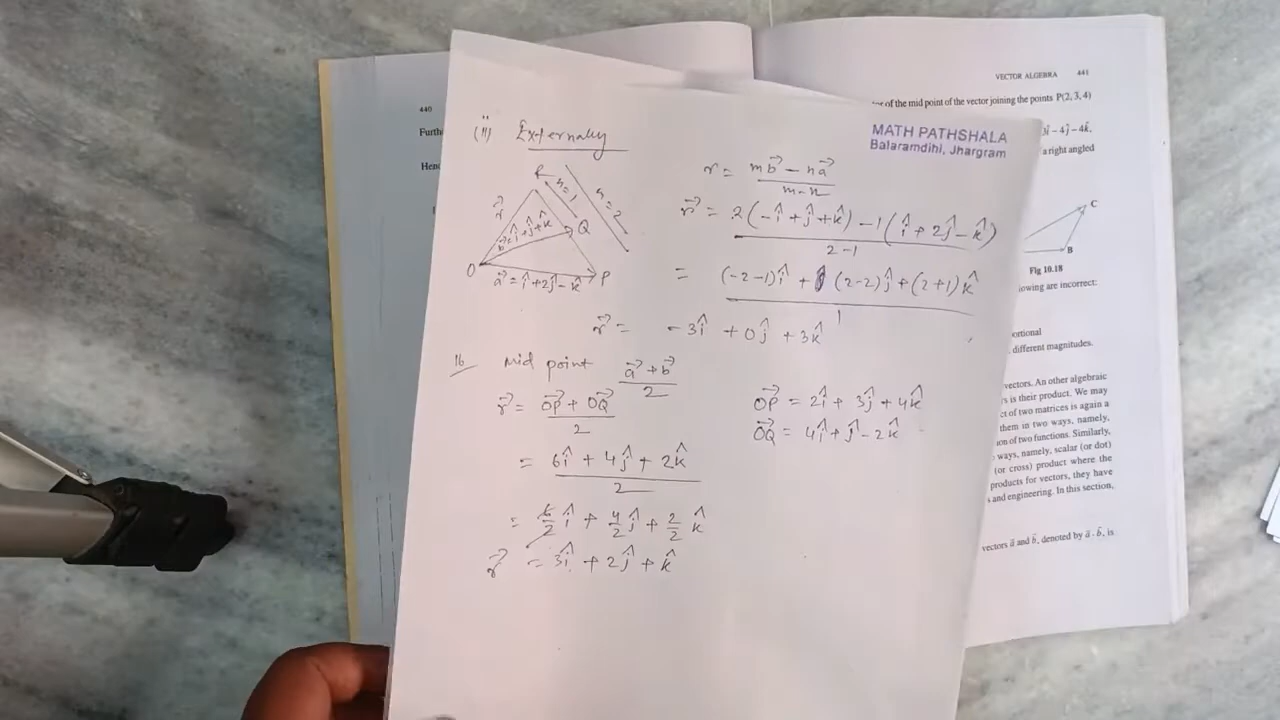 440
Furth
Hence
VECTOR ALGEBRA 441
of the mid point of the vector joining the points P(2, 3, 4)
3î – 4ĵ – 4k̂,
a right angled
C
B
Fig 10.18
lowing are incorrect:
different magnitudes.
vectors. An other algebraic
is their product. We may
ct of two matrices is again a
them in two ways, namely,
ion of two functions. Similarly,
ways, namely, scalar (or dot)
(or cross) product where the
products for vectors, they have
and engineering. In this section,
vectors a⃗ and b⃗, denoted by a⃗ . b⃗, is
MATH PATHSHALA
Balaramdihi, Jhargram
(ii) Externally
R n=1 n=2
r⃗
b⃗=î+ĵ+k̂ Q
O a⃗ = î+2ĵ-k̂ P
r = (mb⃗ - na⃗)/(m-n)
r⃗ = (2(-î+ĵ+k̂) - 1(î+2ĵ-k̂))/(2-1)
= ((-2-1)î + (2-2)ĵ + (2+1)k̂)/1
r⃗ = -3î + 0ĵ + 3k̂
16 Mid point (a⃗+b⃗)/2
r⃗ = (OP⃗ + OQ⃗)/2
OP⃗ = 2î + 3ĵ + 4k̂
OQ⃗ = 4î + ĵ - 2k̂
= (6î + 4ĵ + 2k̂)/2
= 6/2 î + 4/2 ĵ + 2/2 k̂
r⃗ = 3î + 2ĵ + k̂